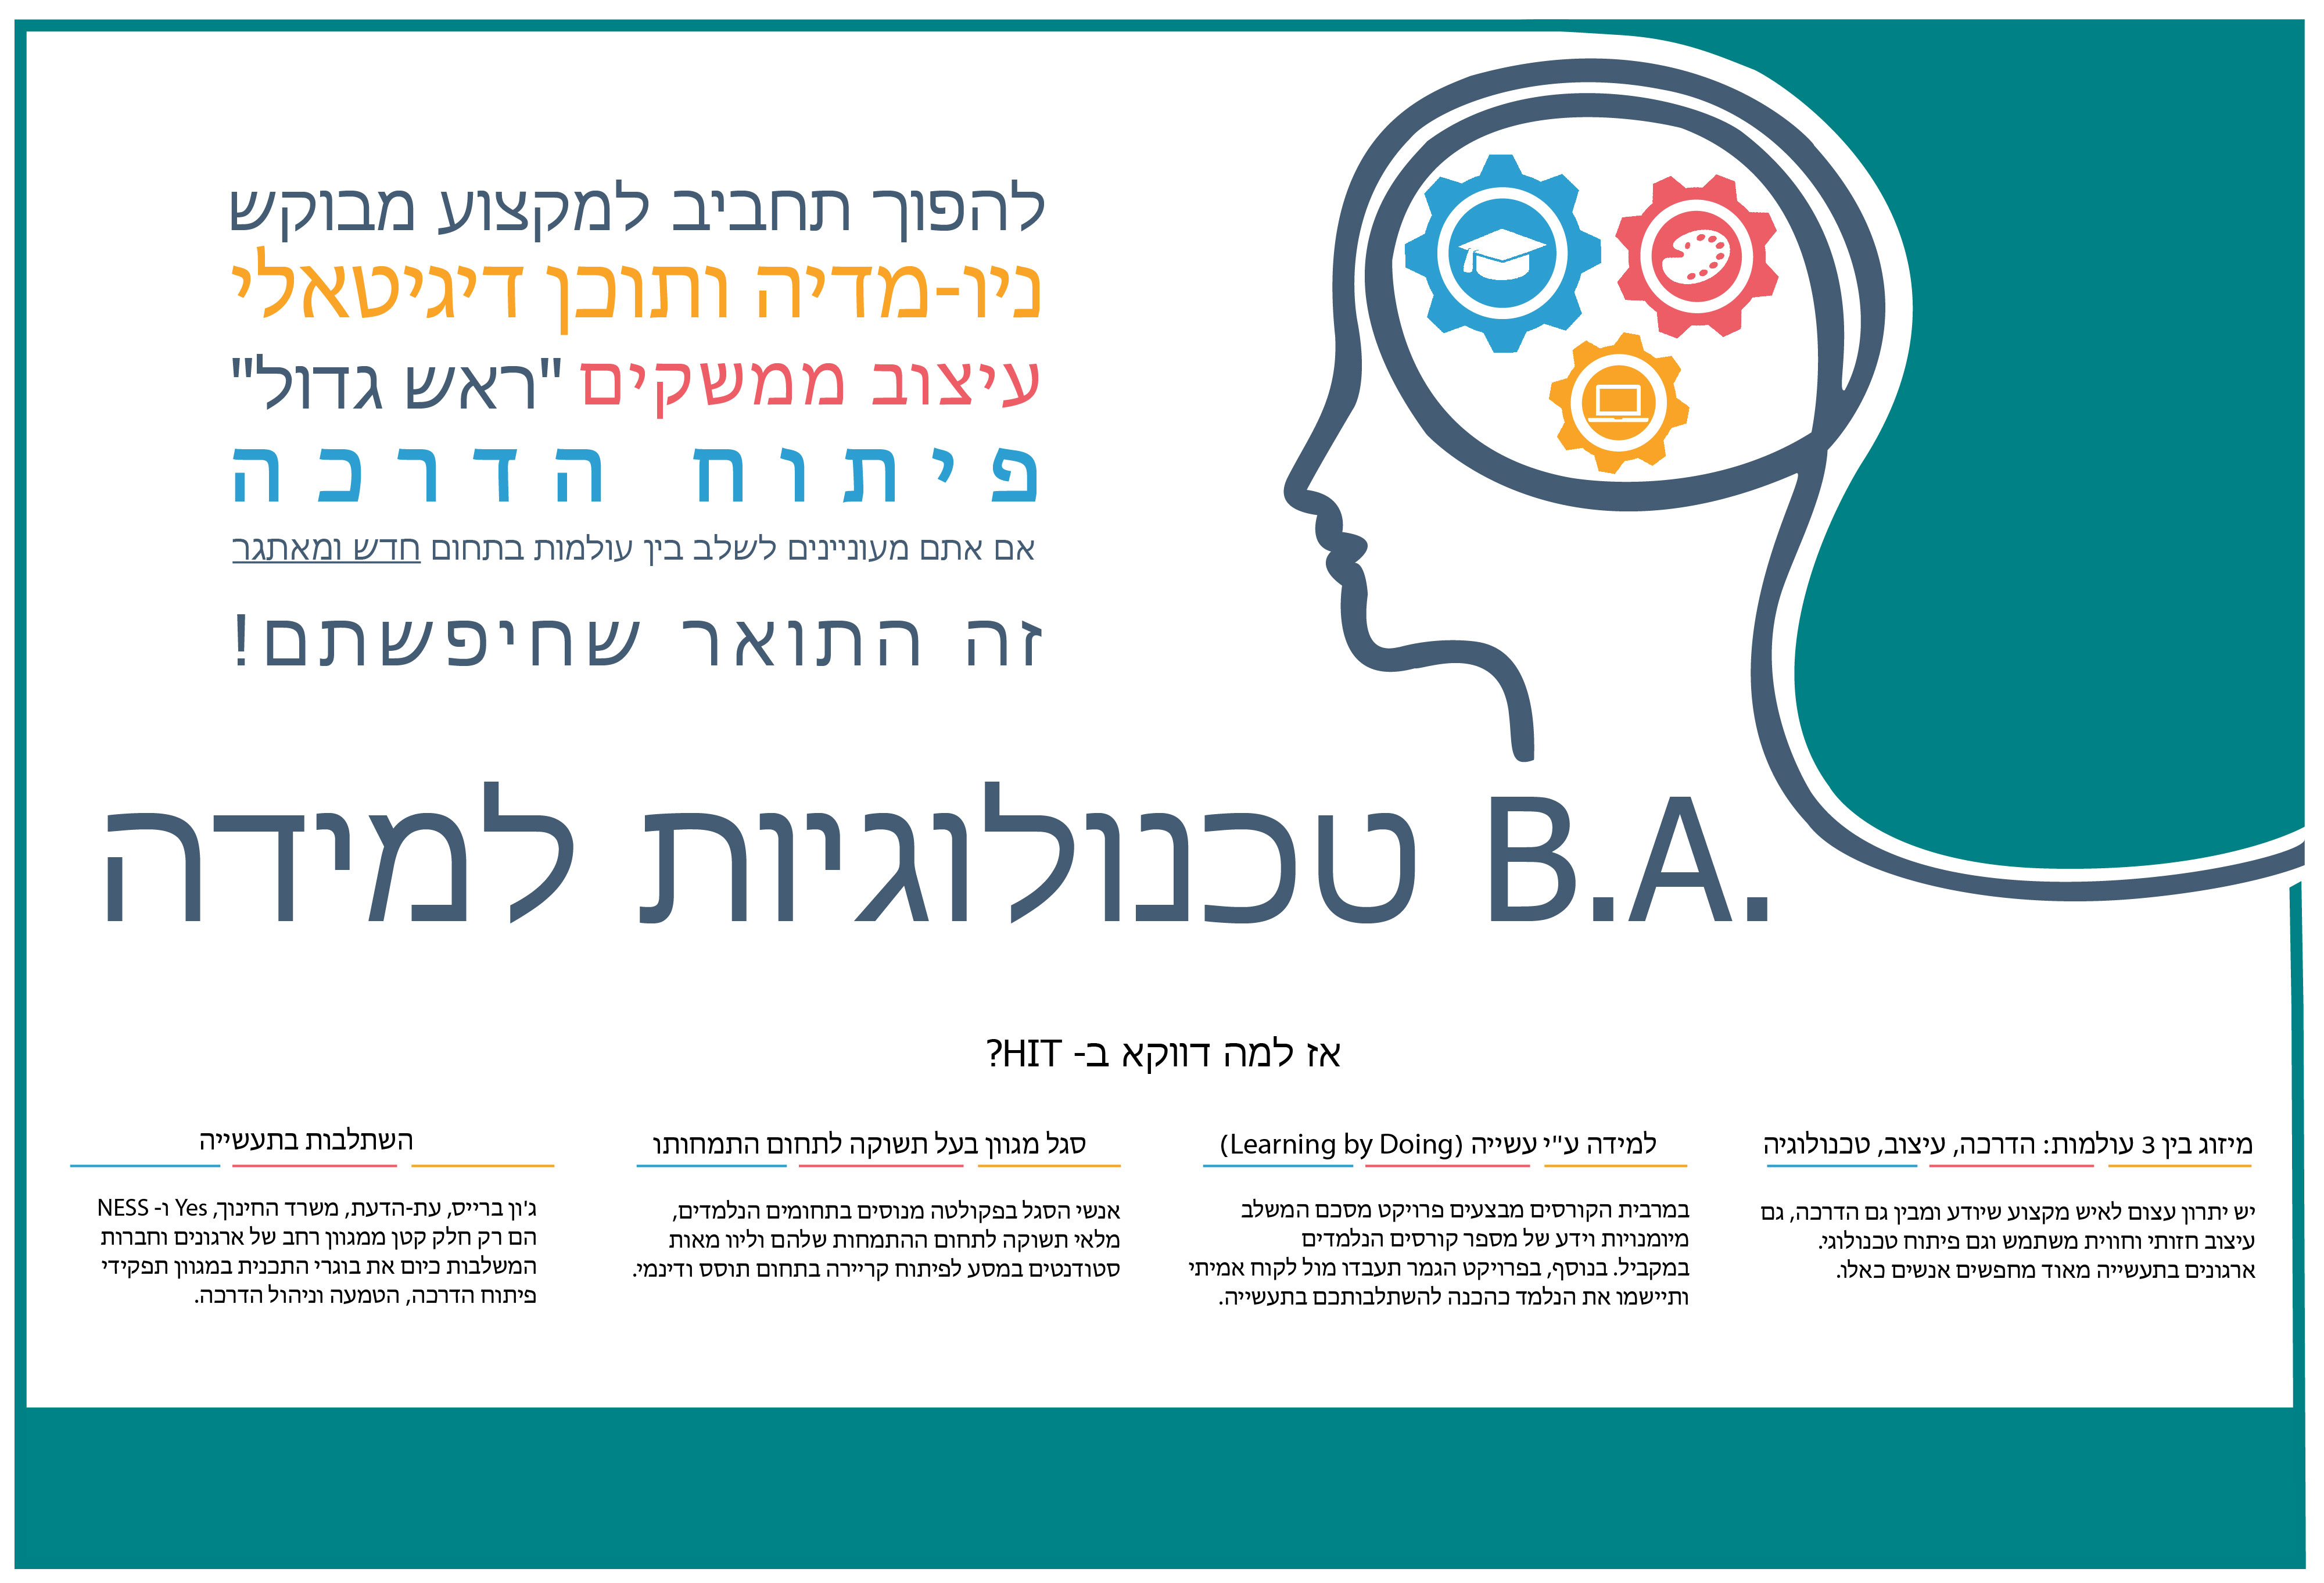 להפוך תחביב למקצוע מבוקש
ניו-מדיה ותוכן דיגיטאלי
עיצוב ממשקים "ראש גדול"
פיתוח הדרכה
אם אתם מעוניינים לשלב בין עולמות בתחום חדש ומאתגר
זה התואר שחיפשתם!
B.A. טכנולוגיות למידה
אז למה דווקא ב- HIT?
מיזוג בין 3 עולמות: הדרכה, עיצוב, טכנולוגיה
יש יתרון עצום לאיש מקצוע שיודע ומבין גם הדרכה, גם
עיצוב חזותי וחווית משתמש וגם פיתוח טכנולוגי.
ארגונים בתעשייה מאוד מחפשים אנשים כאלו.
למידה ע"י עשייה (Learning by Doing)
במרבית הקורסים מבצעים פרויקט מסכם המשלב
מיומנויות וידע של מספר קורסים הנלמדים
במקביל. בנוסף, בפרויקט הגמר תעבדו מול לקוח אמיתי
ותיישמו את הנלמד כהכנה להשתלבותכם בתעשייה.
סגל מגוון בעל תשוקה לתחום התמחותו
אנשי הסגל בפקולטה מנוסים בתחומים הנלמדים,
מלאי תשוקה לתחום ההתמחות שלהם וליוו מאות
סטודנטים במסע לפיתוח קריירה בתחום תוסס ודינמי.
השתלבות בתעשייה
ג'ון ברייס, עת-הדעת, משרד החינוך, Yes ו- NESS
הם רק חלק קטן ממגוון רחב של ארגונים וחברות
המשלבות כיום את בוגרי התכנית במגוון תפקידי
פיתוח הדרכה, הטמעה וניהול הדרכה.